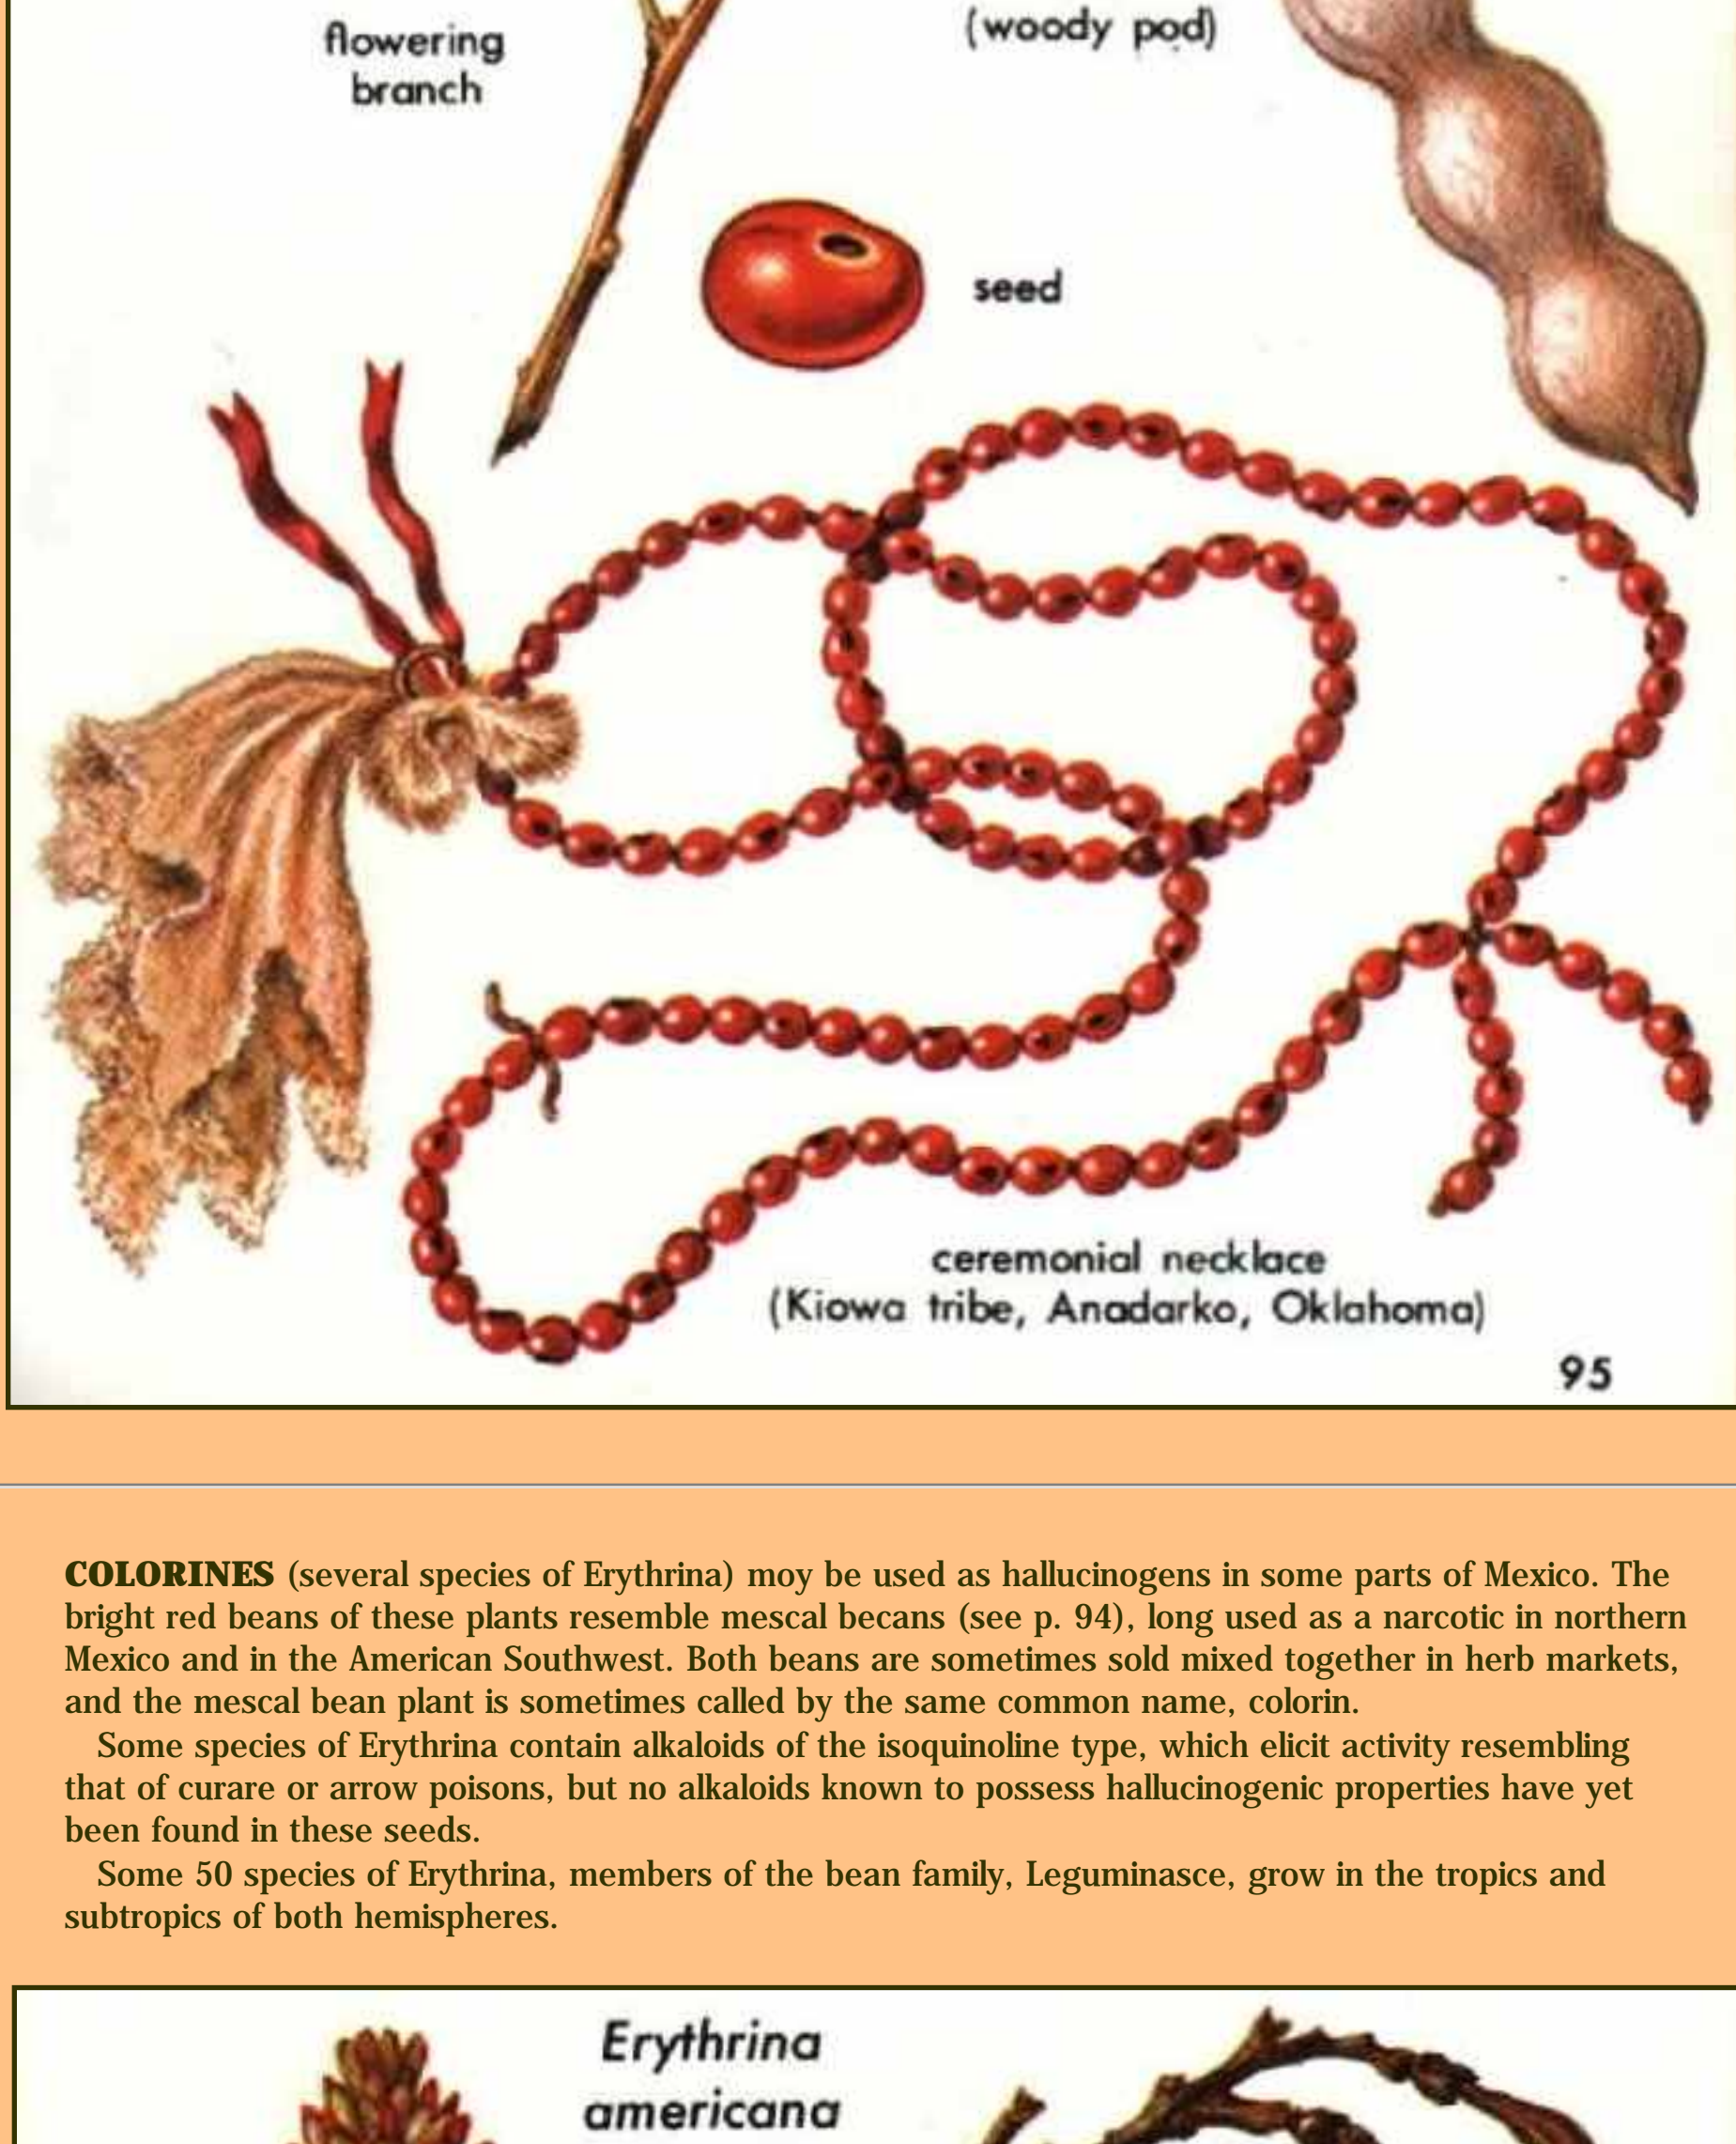 flowering
branch
(woody pod)
seed
ceremonial necklace
(Kiowa tribe, Anadarko, Oklahoma)
95
COLORINES (several species of Erythrina) moy be used as hallucinogens in some parts of Mexico. The
bright red beans of these plants resemble mescal becans (see p. 94), long used as a narcotic in northern
Mexico and in the American Southwest. Both beans are sometimes sold mixed together in herb markets,
and the mescal bean plant is sometimes called by the same common name, colorin.
Some species of Erythrina contain alkaloids of the isoquinoline type, which elicit activity resembling
that of curare or arrow poisons, but no alkaloids known to possess hallucinogenic properties have yet
been found in these seeds.
Some 50 species of Erythrina, members of the bean family, Leguminasce, grow in the tropics and
subtropics of both hemispheres.
Erythrina
americana